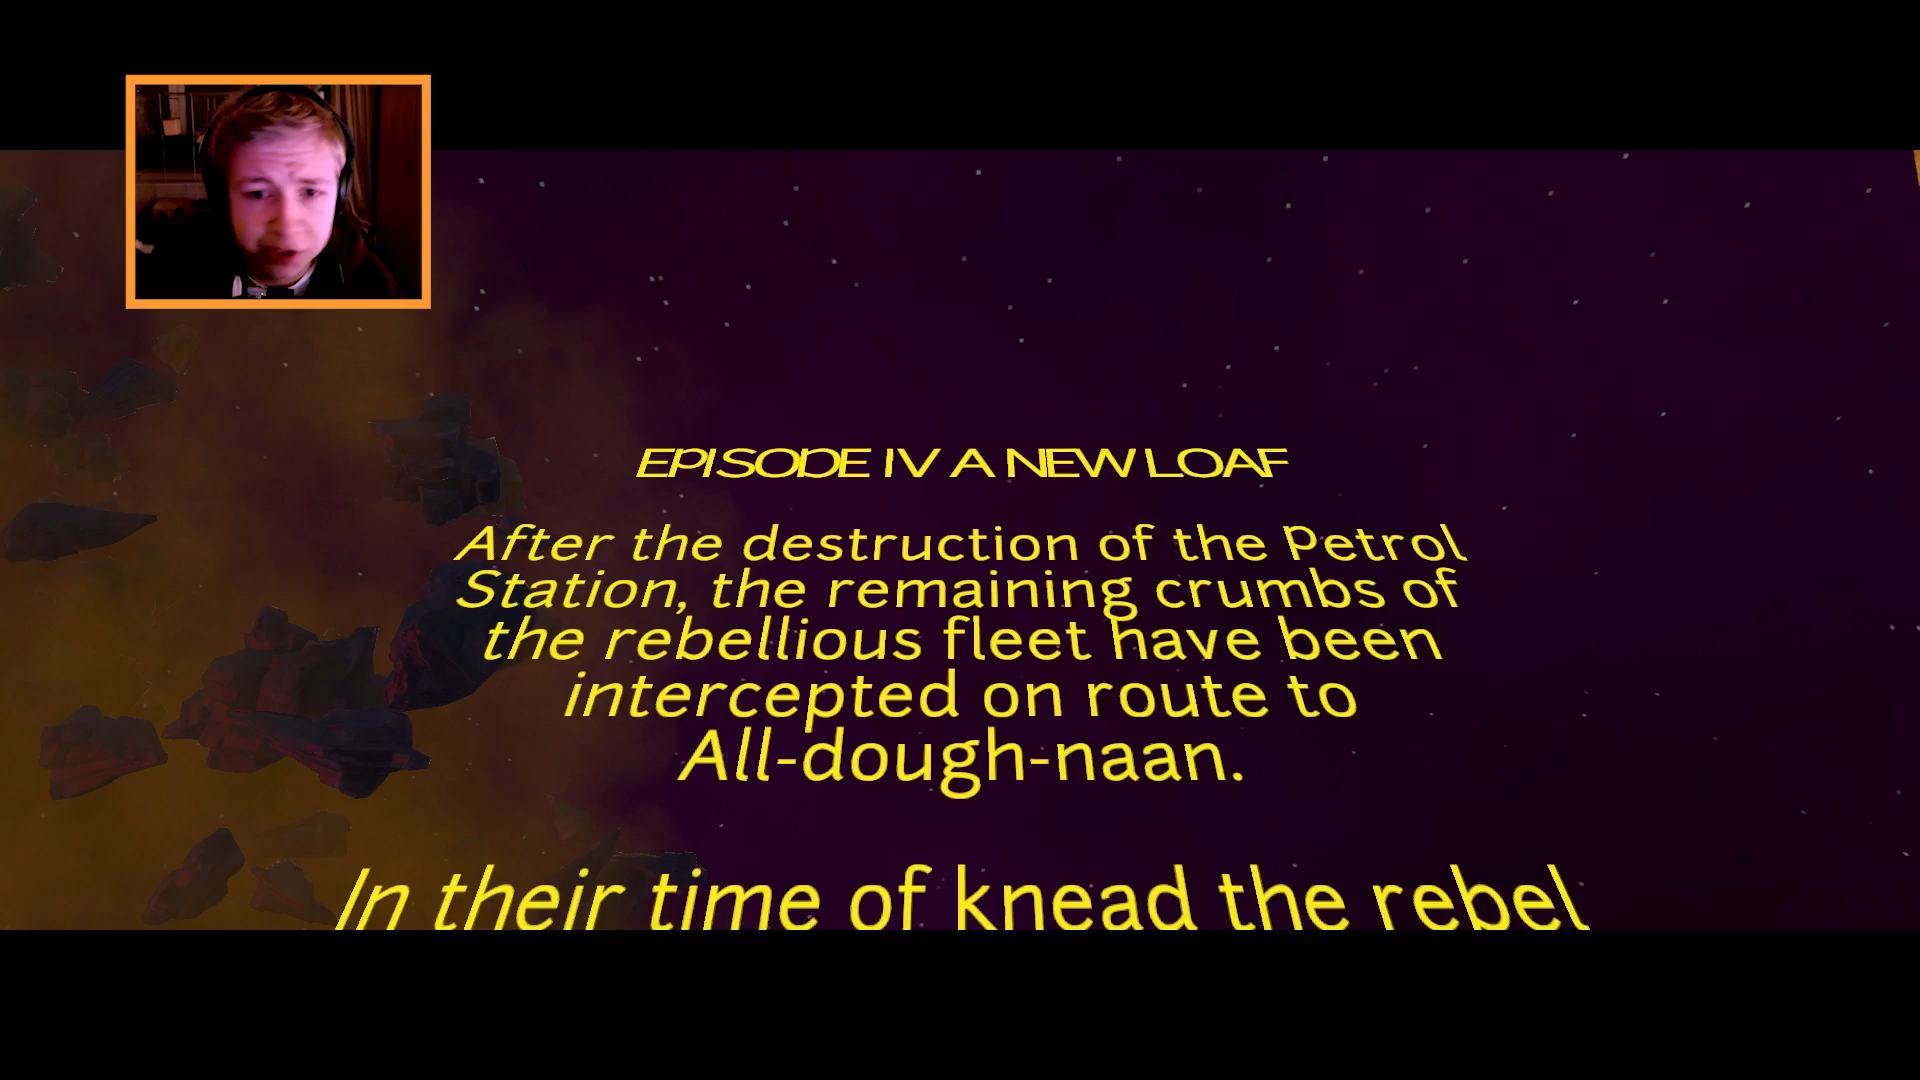 EPISODE IV A NEW LOAF
After the destruction of the Petrol
Station, the remaining crumbs of
the rebellious fleet have been
intercepted on route to
All-dough-naan.
In their time of knead the rebel